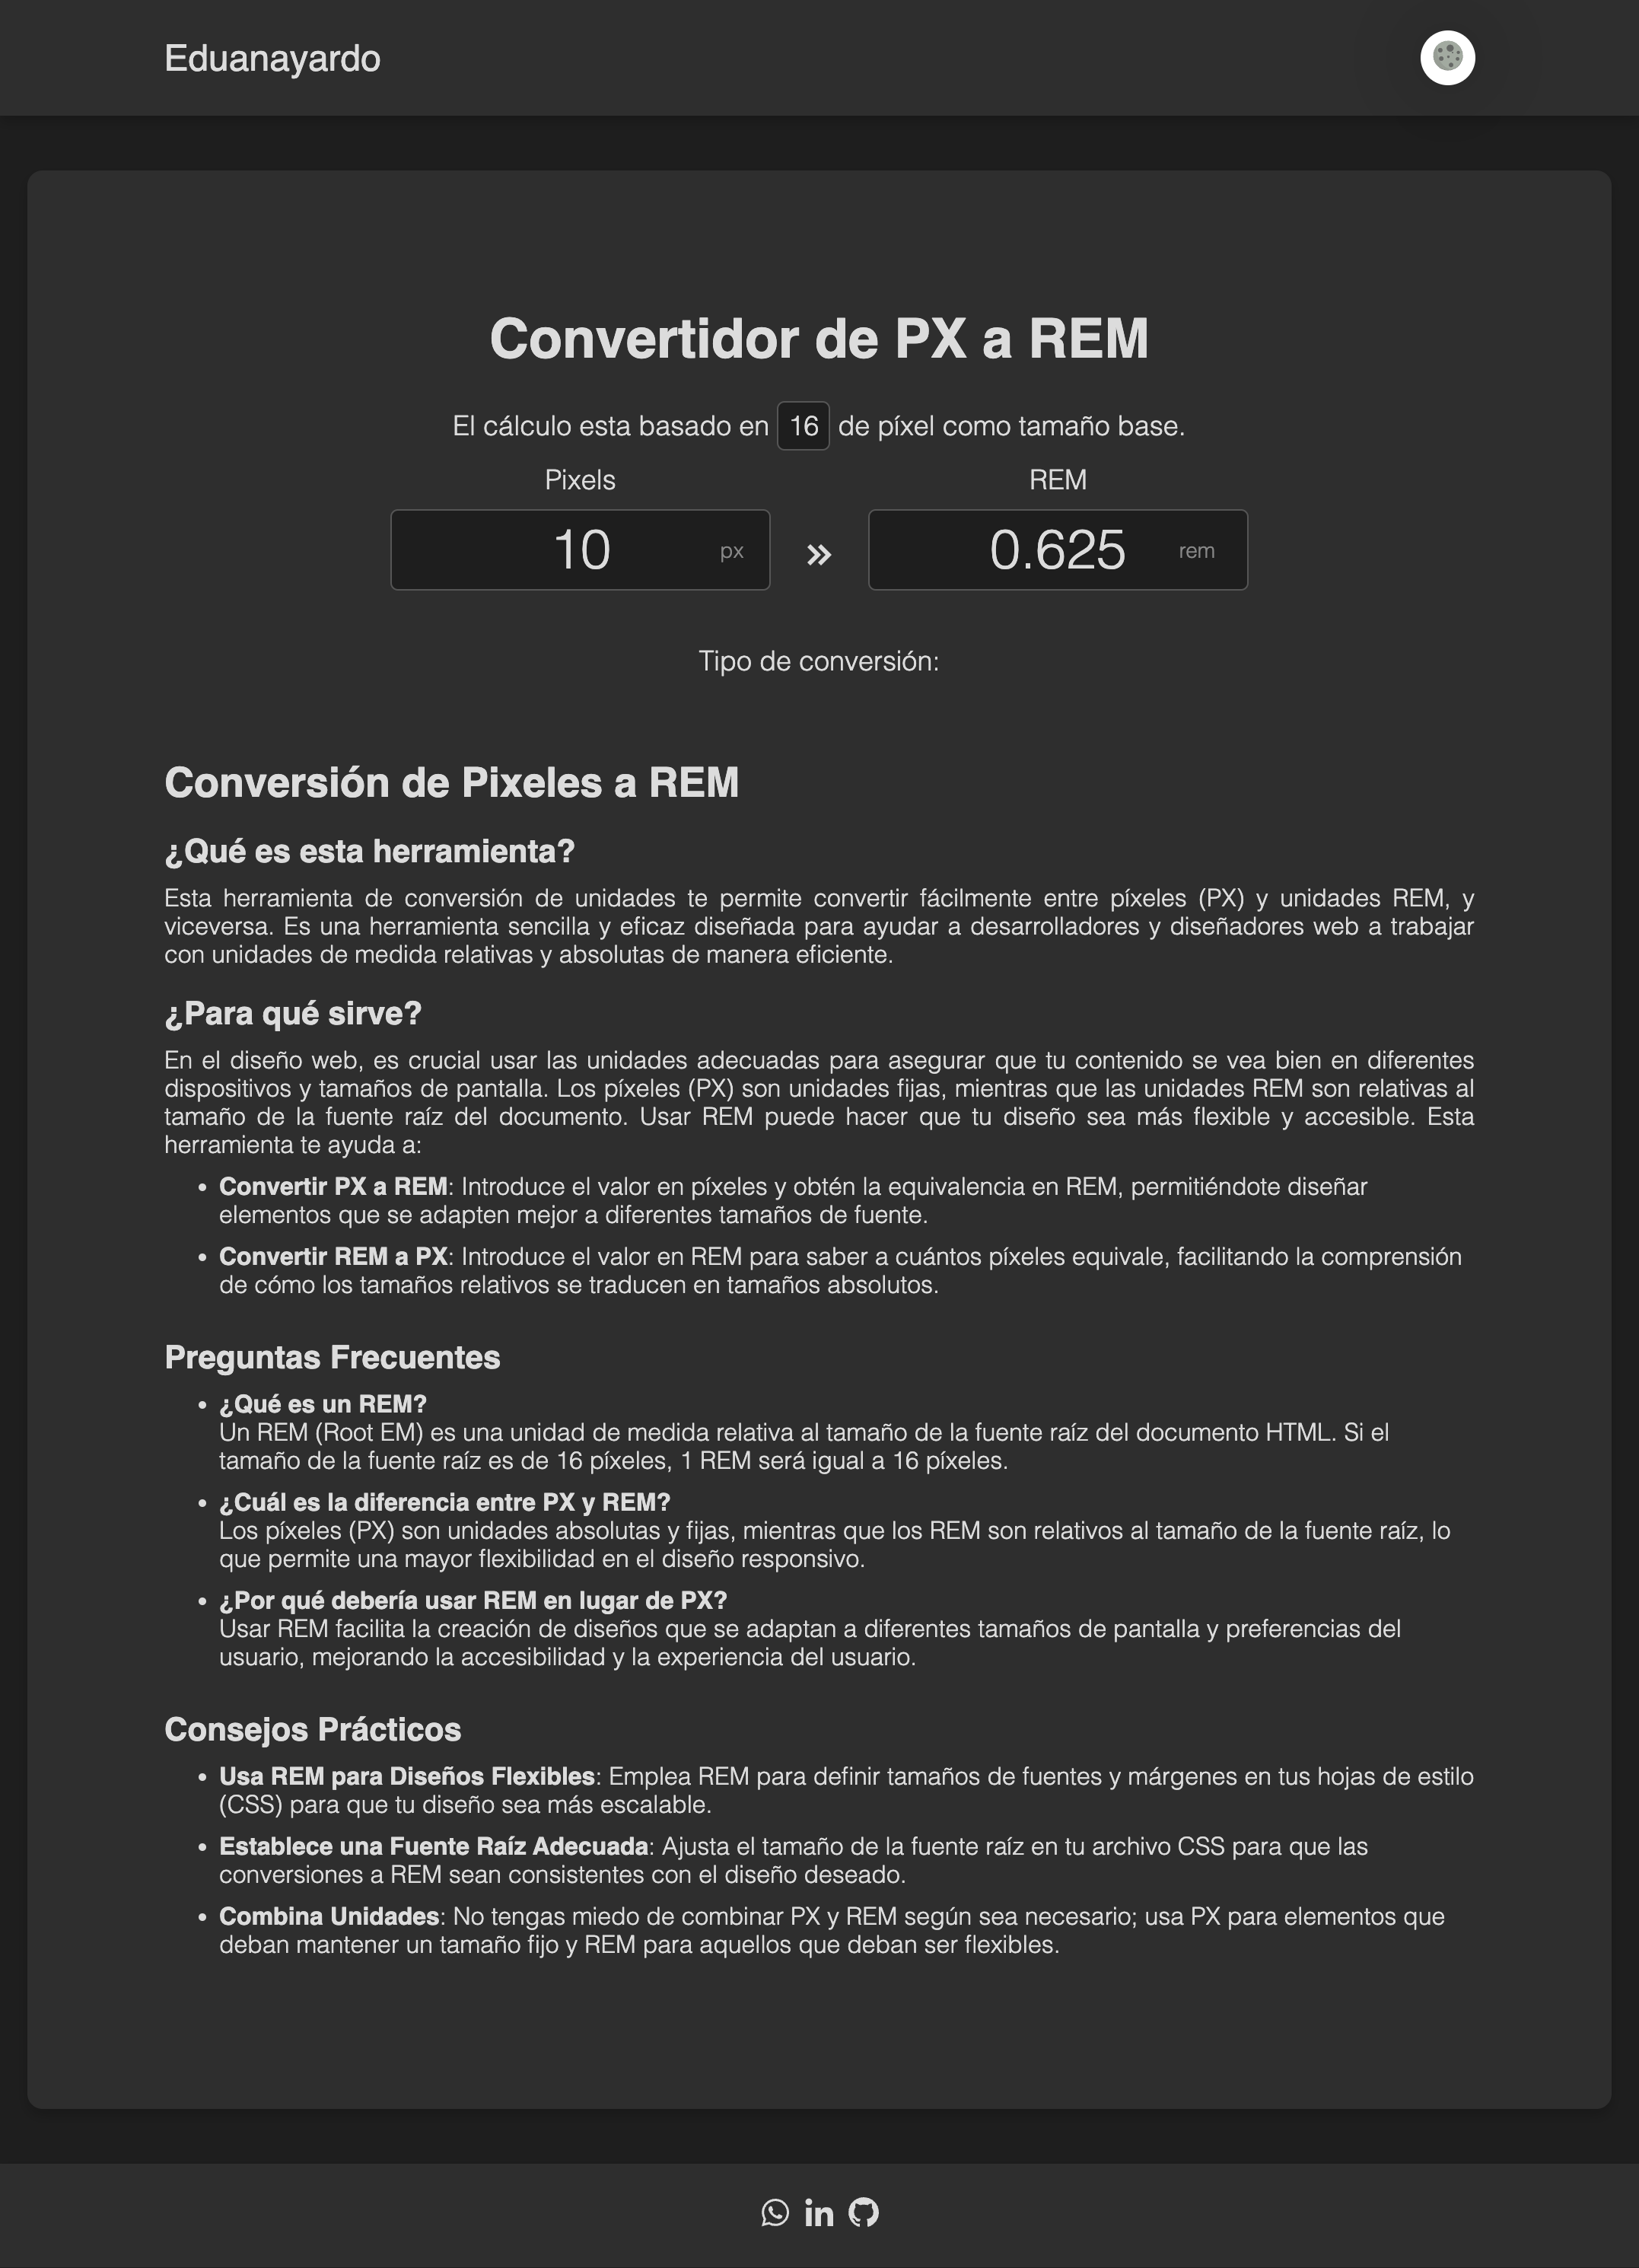 Eduanayardo
Convertidor de PX a REM
El cálculo esta basado en 16 de píxel como tamaño base.
Pixels REM
10 px 0.625 rem
Tipo de conversión:
Conversión de Pixeles a REM
¿Qué es esta herramienta?
Esta herramienta de conversión de unidades te permite convertir fácilmente entre píxeles (PX) y unidades REM, y
viceversa. Es una herramienta sencilla y eficaz diseñada para ayudar a desarrolladores y diseñadores web a trabajar
con unidades de medida relativas y absolutas de manera eficiente.
¿Para qué sirve?
En el diseño web, es crucial usar las unidades adecuadas para asegurar que tu contenido se vea bien en diferentes
dispositivos y tamaños de pantalla. Los píxeles (PX) son unidades fijas, mientras que las unidades REM son relativas al
tamaño de la fuente raíz del documento. Usar REM puede hacer que tu diseño sea más flexible y accesible. Esta
herramienta te ayuda a:
• Convertir PX a REM: Introduce el valor en píxeles y obtén la equivalencia en REM, permitiéndote diseñar
elementos que se adapten mejor a diferentes tamaños de fuente.
• Convertir REM a PX: Introduce el valor en REM para saber a cuántos píxeles equivale, facilitando la comprensión
de cómo los tamaños relativos se traducen en tamaños absolutos.
Preguntas Frecuentes
• ¿Qué es un REM?
Un REM (Root EM) es una unidad de medida relativa al tamaño de la fuente raíz del documento HTML. Si el
tamaño de la fuente raíz es de 16 píxeles, 1 REM será igual a 16 píxeles.
• ¿Cuál es la diferencia entre PX y REM?
Los píxeles (PX) son unidades absolutas y fijas, mientras que los REM son relativos al tamaño de la fuente raíz, lo
que permite una mayor flexibilidad en el diseño responsivo.
• ¿Por qué debería usar REM en lugar de PX?
Usar REM facilita la creación de diseños que se adaptan a diferentes tamaños de pantalla y preferencias del
usuario, mejorando la accesibilidad y la experiencia del usuario.
Consejos Prácticos
• Usa REM para Diseños Flexibles: Emplea REM para definir tamaños de fuentes y márgenes en tus hojas de estilo
(CSS) para que tu diseño sea más escalable.
• Establece una Fuente Raíz Adecuada: Ajusta el tamaño de la fuente raíz en tu archivo CSS para que las
conversiones a REM sean consistentes con el diseño deseado.
• Combina Unidades: No tengas miedo de combinar PX y REM según sea necesario; usa PX para elementos que
deban mantener un tamaño fijo y REM para aquellos que deban ser flexibles.